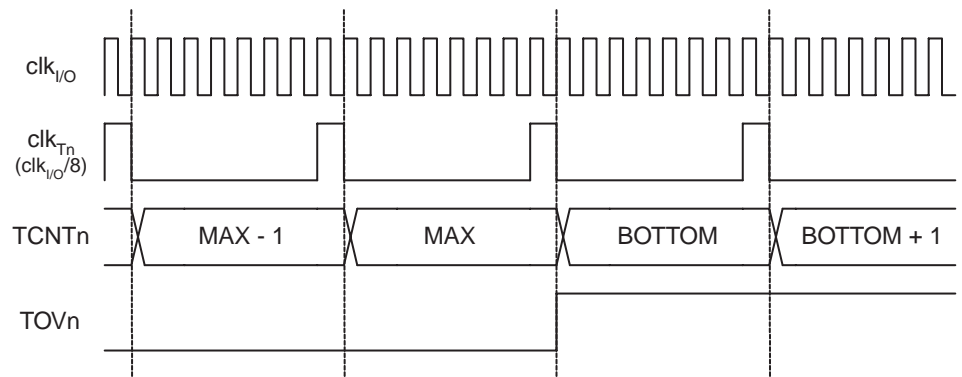 clkI/O
clkTn
(clkI/O/8)
TCNTn
MAX - 1
MAX
BOTTOM
BOTTOM + 1
TOVn